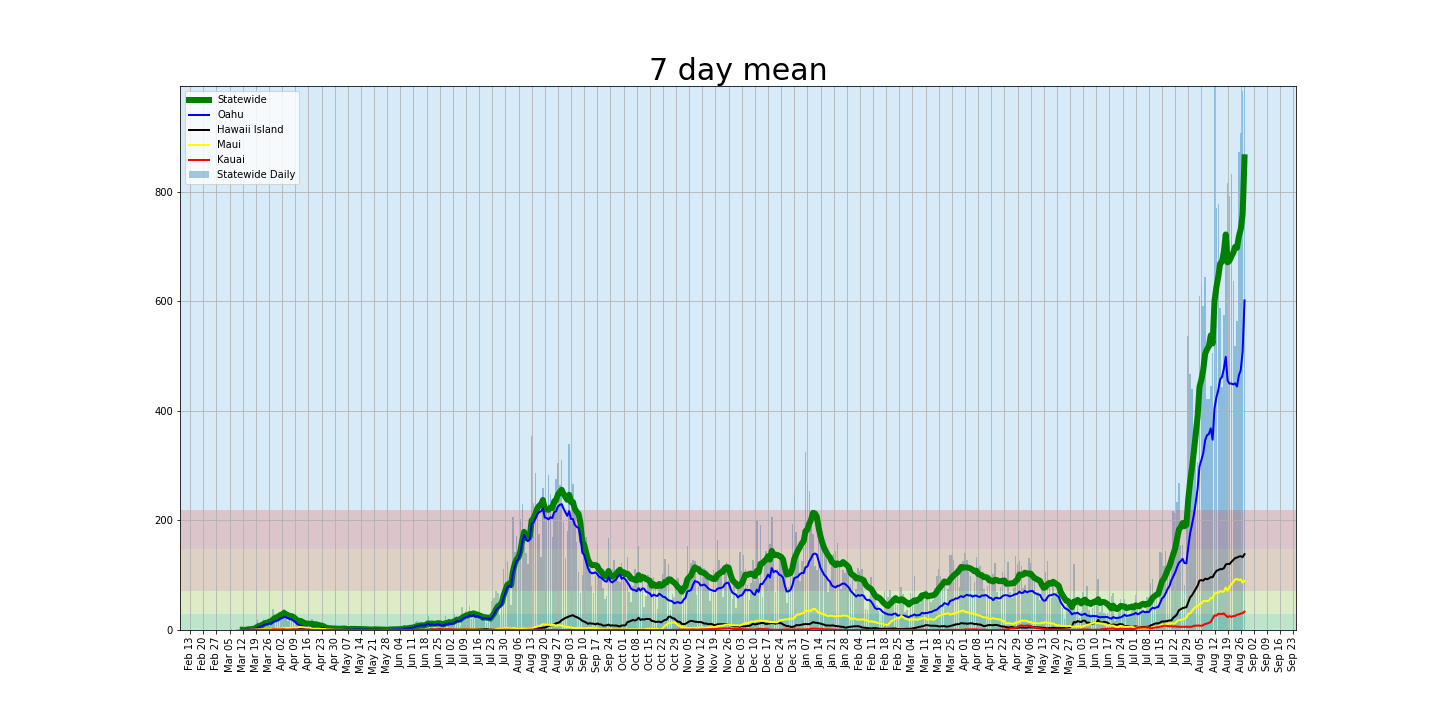 7 day mean
Statewide
Oahu
Hawaii Island
Maui
Kauai
Statewide Daily
800
600
400
200
0
Feb 13 Feb 20 Feb 27 Mar 05 Mar 12 Mar 19 Mar 26 Apr 02 Apr 09 Apr 16 Apr 23 Apr 30 May 07 May 14 May 21 May 28 Jun 04 Jun 11 Jun 18 Jun 25 Jul 02 Jul 09 Jul 16 Jul 23 Jul 30 Aug 06 Aug 13 Aug 20 Aug 27 Sep 03 Sep 10 Sep 17 Sep 24 Oct 01 Oct 08 Oct 15 Oct 22 Oct 29 Nov 05 Nov 12 Nov 19 Nov 26 Dec 03 Dec 10 Dec 17 Dec 24 Dec 31 Jan 07 Jan 14 Jan 21 Jan 28 Feb 04 Feb 11 Feb 18 Feb 25 Mar 04 Mar 11 Mar 18 Mar 25 Apr 01 Apr 08 Apr 15 Apr 22 Apr 29 May 06 May 13 May 20 May 27 Jun 03 Jun 10 Jun 17 Jun 24 Jul 01 Jul 08 Jul 15 Jul 22 Jul 29 Aug 05 Aug 12 Aug 19 Aug 26 Sep 02 Sep 09 Sep 16 Sep 23